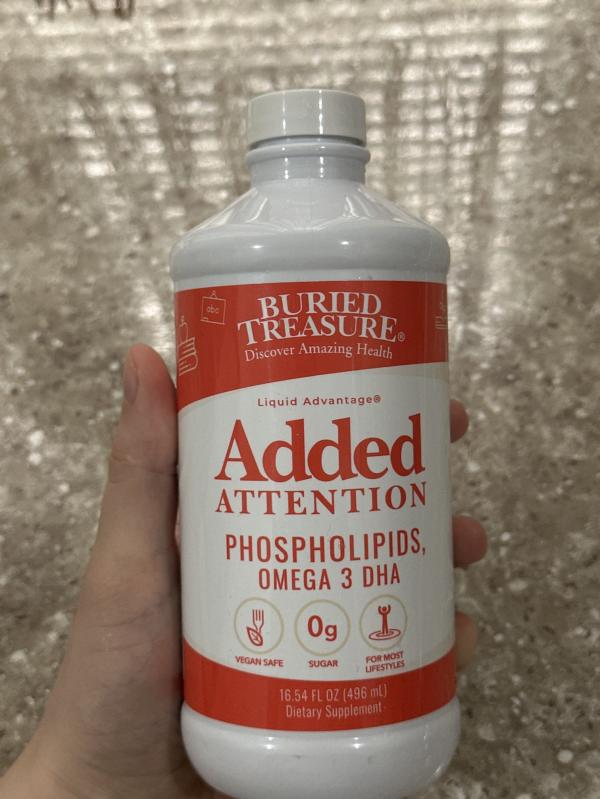 abc
BURIED
TREASURE®
Discover Amazing Health
Liquid Advantage®
Added
ATTENTION
PHOSPHOLIPIDS,
OMEGA 3 DHA
0g
VEGAN SAFE
SUGAR
FOR MOST
LIFESTYLES
16.54 FL OZ (496 mL)
Dietary Supplement